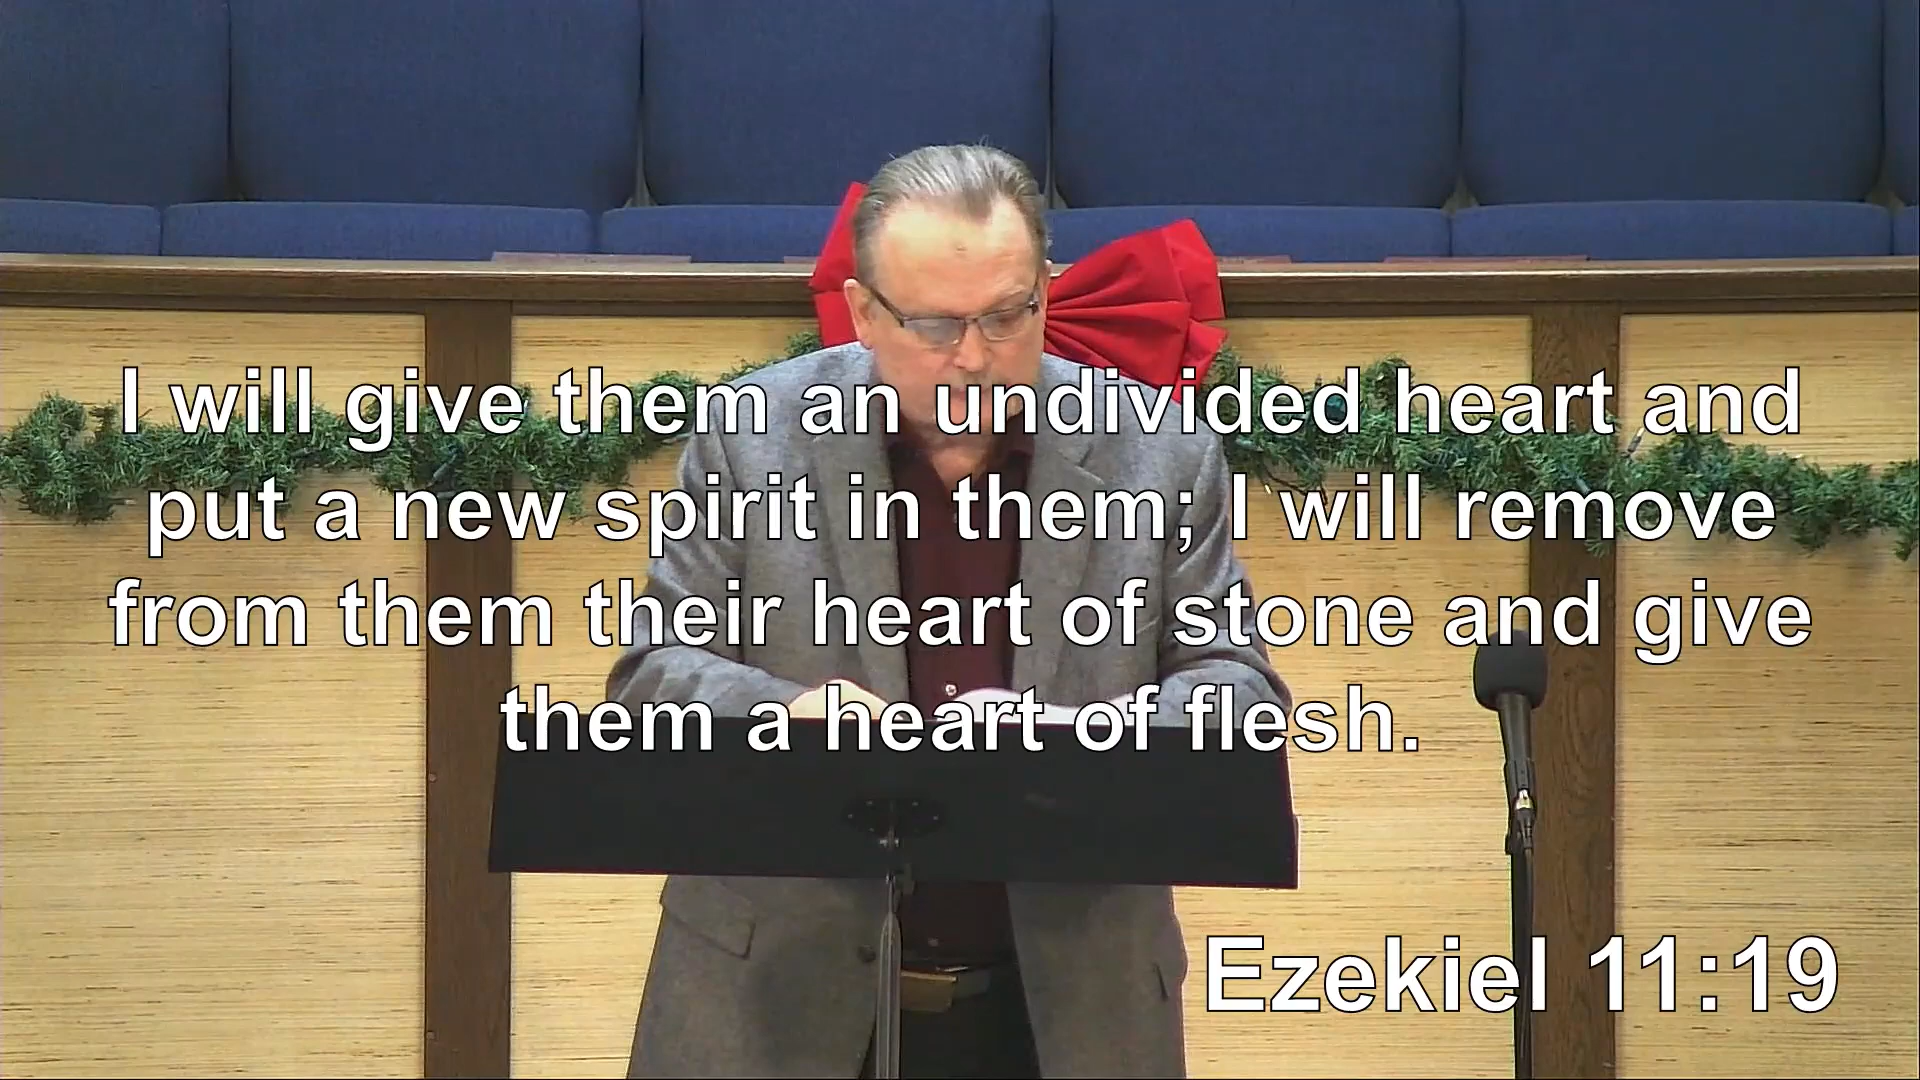 I will give them an undivided heart and
put a new spirit in them; I will remove
from them their heart of stone and give
them a heart of flesh.
Ezekiel 11:19